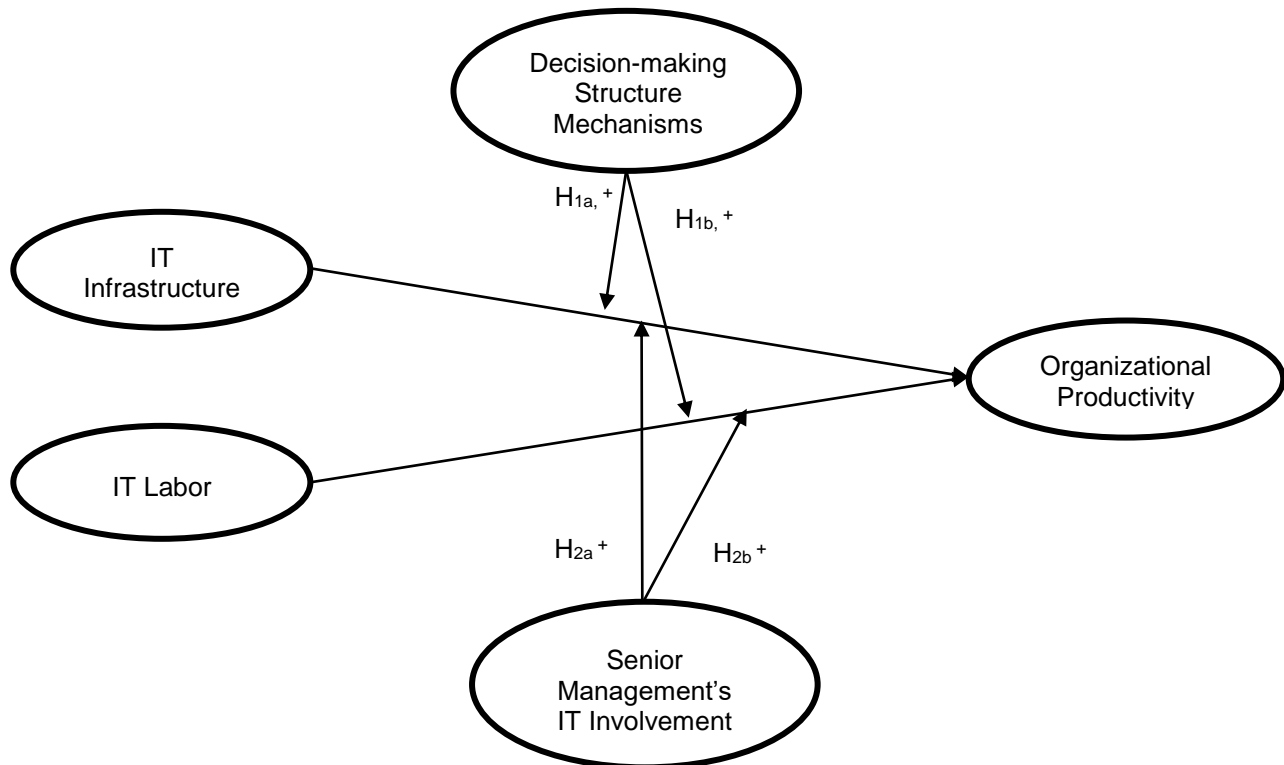 Decision-making
Structure
Mechanisms
H1a, +
H1b, +
IT
Infrastructure
Organizational
Productivity
IT Labor
H2a +
H2b +
Senior
Management’s
IT Involvement